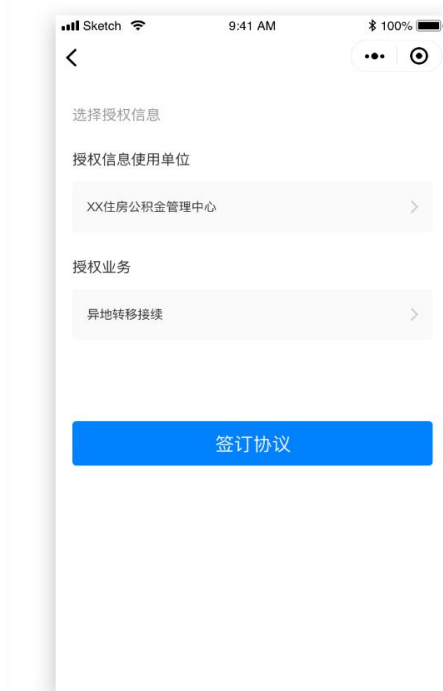 Sketch 9:41 AM 100%
选择授权信息
授权信息使用单位
XX住房公积金管理中心
授权业务
异地转移接续
签订协议